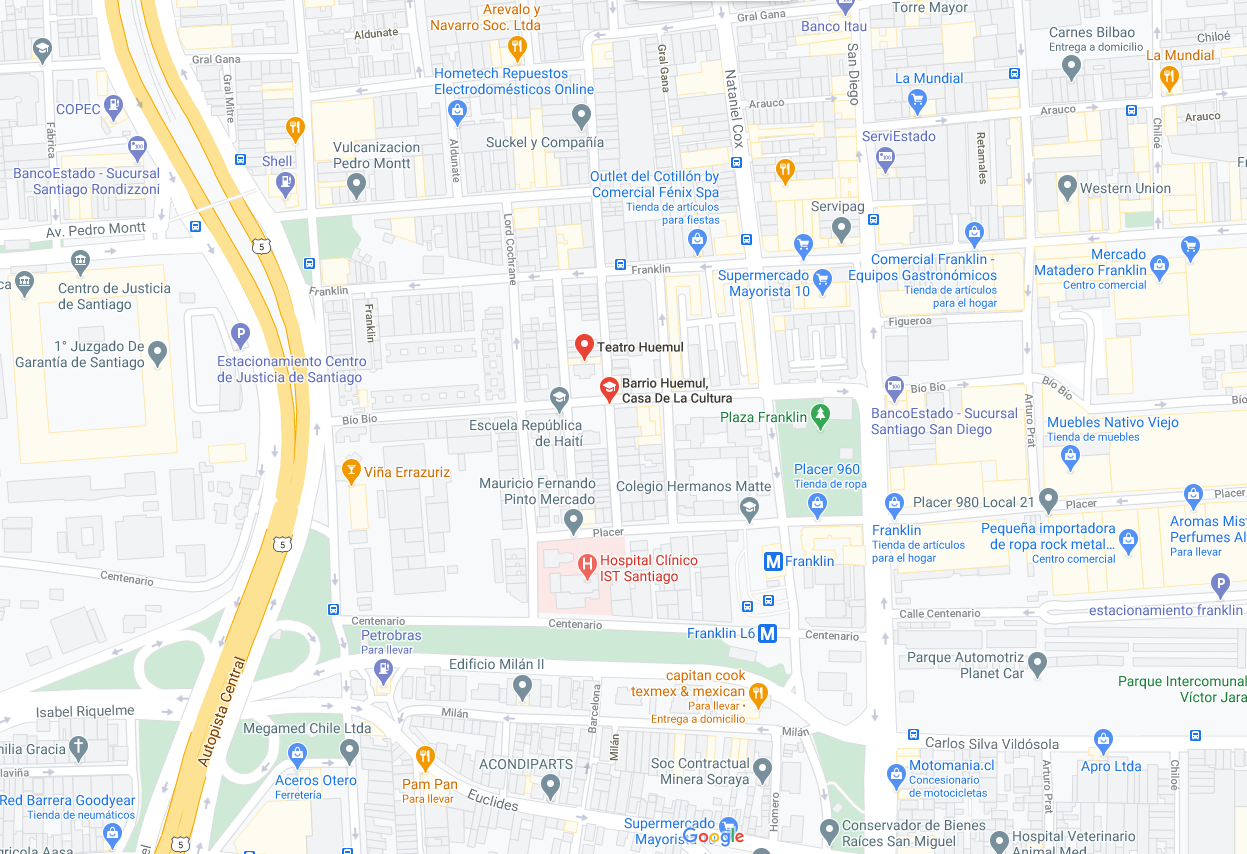 Arevalo y
Navarro Soc. Ltda
Gral Gana
Banco Itau
Torre Mayor
Aldunate
Carnes Bilbao
Entrega a domicilio
Chiloé
La Mundial
Gral Gana
Gral Gana
San Diego
Hometech Repuestos
Electrodomésticos Online
La Mundial
Nataniel Cox
COPEC
Gral Mitre
Fábrica
Arauco
Arauco
Arauco
Suckel y Compañía
Vulcanizacion
Pedro Montt
Aldunate
ServiEstado
Retamales
Chiloé
Shell
BancoEstado - Sucursal
Santiago Rondizzoni
Outlet del Cotillón by
Comercial Fénix Spa
Tienda de artículos
para fiestas
Western Union
Servipag
Av. Pedro Montt
Lord Cochrane
5
Franklin
Supermercado
Mayorista 10
Comercial Franklin -
Equipos Gastronómicos
Tienda de artículos
para el hogar
Mercado
Matadero Franklin
Centro comercial
Centro de Justicia
de Santiago
Franklin
Franklin
Figueroa
P
1° Juzgado De
Garantía de Santiago
Estacionamiento Centro
de Justicia de Santiago
Teatro Huemul
Barrio Huemul,
Casa De La Cultura
Bío Bío
Bío Bío
Bío Bío
Arturo Prat
Escuela República
de Haití
Plaza Franklin
BancoEstado - Sucursal
Santiago San Diego
Muebles Nativo Viejo
Tienda de muebles
Viña Errazuriz
Placer 960
Tienda de ropa
Mauricio Fernando
Pinto Mercado
Colegio Hermanos Matte
Placer 980 Local 21
Placer
Placer
Placer
Franklin
Tienda de artículos
para el hogar
Pequeña importadora
de ropa rock metal...
Centro comercial
Aromas Mis
Perfumes Al
Para llevar
5
H
Hospital Clínico
IST Santiago
M
Franklin
Centenario
P
estacionamiento franklin
Calle Centenario
Centenario
Centenario
Centenario
Franklin L6
M
Petrobras
Para llevar
Edificio Milán II
Parque Automotriz
Planet Car
capitan cook
texmex & mexican
Para llevar •
Entrega a domicilio
Parque Intercomunal
Víctor Jara
Autopista Central
Isabel Riquelme
Barcelona
Milán
Milán
Milán
Megamed Chile Ltda
Carlos Silva Vildósola
Aceros Otero
Ferretería
Pam Pan
Para llevar
ACONDIPARTS
Soc Contractual
Minera Soraya
Motomania.cl
Concesionario
de motocicletas
Apro Ltda
Arturo Prat
Chiloé
Euclides
Homero
Red Barrera Goodyear
Tienda de neumáticos
Supermercado
Mayorista
Google
Conservador de Bienes
Raíces San Miguel
Hospital Veterinario
Animal Med
5